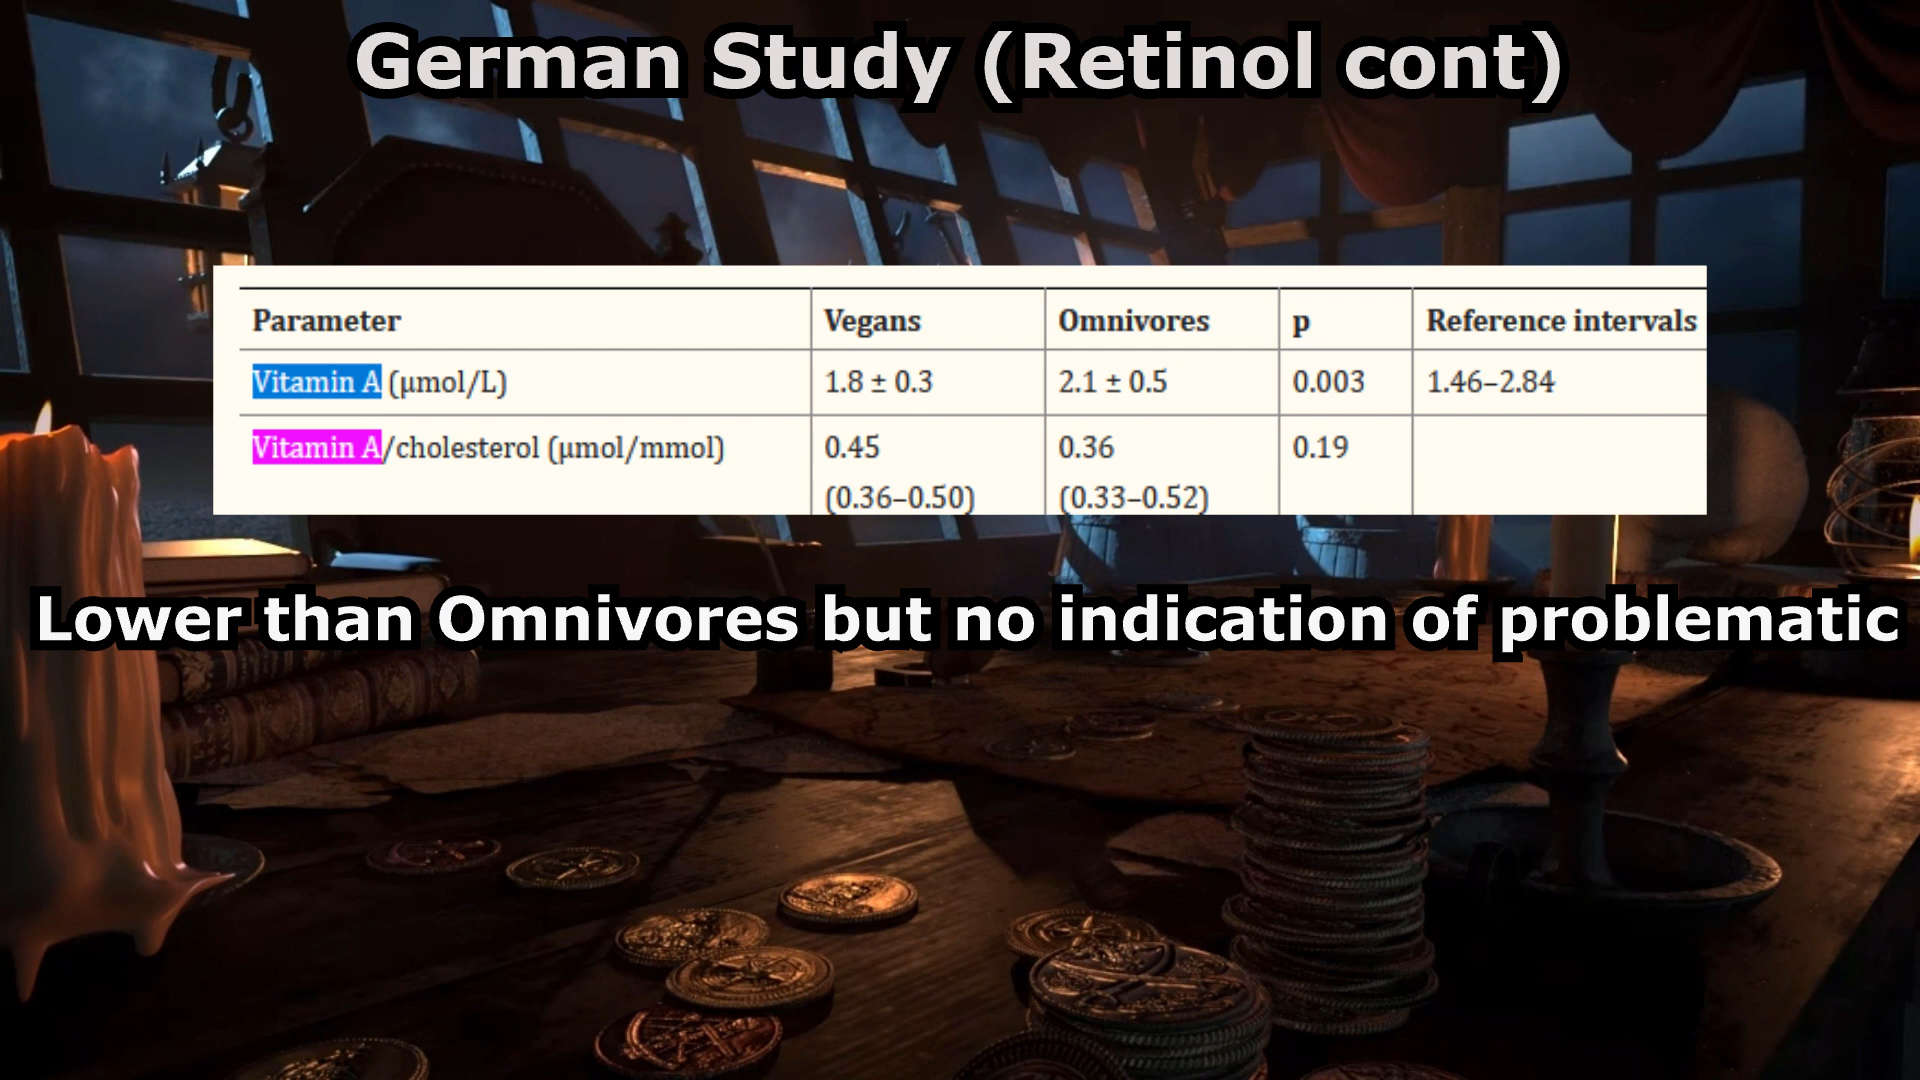 German Study (Retinol cont)
Parameter Vegans Omnivores p Reference intervals
Vitamin A (μmol/L) 1.8 ± 0.3 2.1 ± 0.5 0.003 1.46–2.84
Vitamin A/cholesterol (μmol/mmol) 0.45 0.36 0.19
(0.36–0.50) (0.33–0.52)
Lower than Omnivores but no indication of problematic